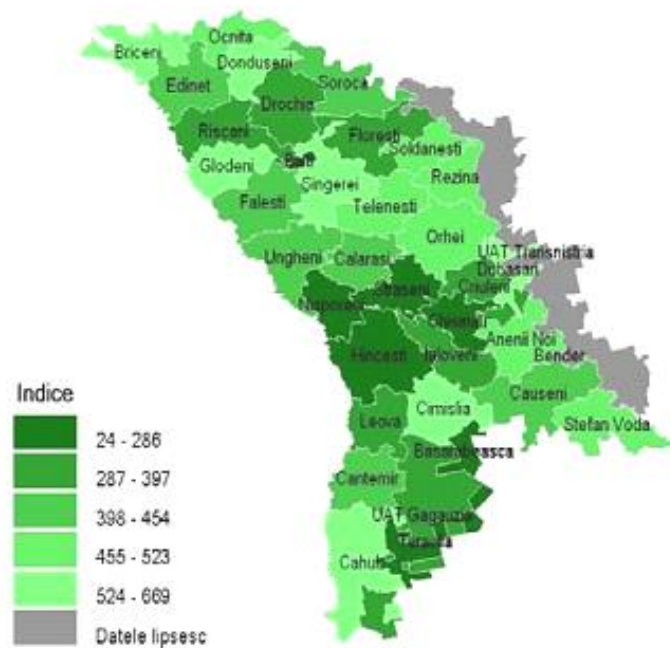 Ocnita
Briceni
Donduseni
Edinet
Soroca
Drochia
Riscani
Floresti
Soldanesti
Glodeni
Singerei
Rezina
Falesti
Telenesti
Orhei
Ungheni
Calarasi
UAT Transnistria
Dubasari
Straseni
Criuleni
Nisporeni
Chisinau
Anenii Noi
Hincesti
Ialoveni
Bender
Causeni
Cimislia
Leova
Stefan Voda
Basarabeasca
Cantemir
UAT Gagauzia
Taraclia
Cahul
Indice
24 - 286
287 - 397
398 - 454
455 - 523
524 - 669
Datele lipsesc